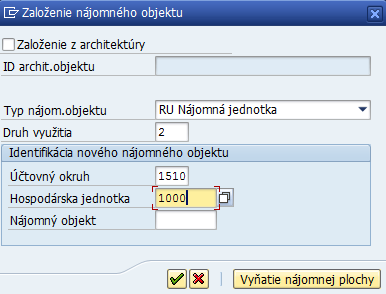 Založenie nájomného objektu
Založenie z architektúry
ID archit.objektu
Typ nájom.objektu RU Nájomná jednotka
Druh využitia 2
Identifikácia nového nájomného objektu
Účtovný okruh 1510
Hospodárska jednotka 1000
Nájomný objekt
Vyňatie nájomnej plochy